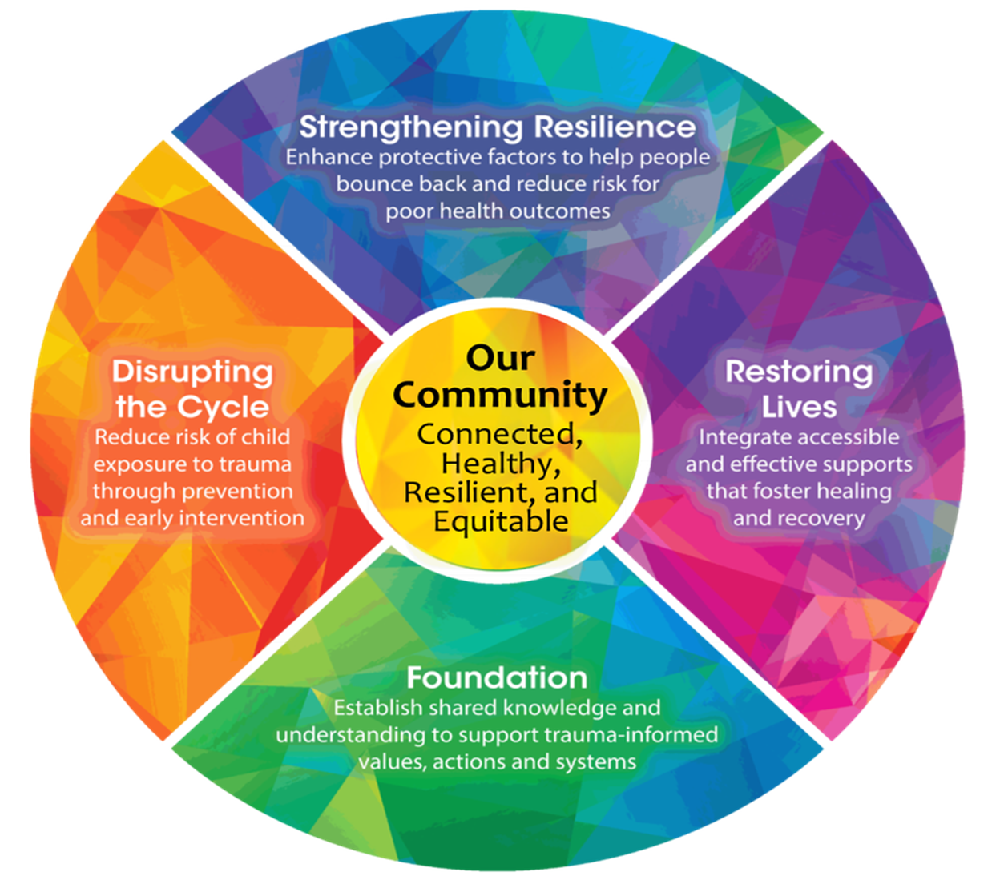 Strengthening Resilience
Enhance protective factors to help people
bounce back and reduce risk for
poor health outcomes
Disrupting
the Cycle
Reduce risk of child
exposure to trauma
through prevention
and early intervention
Our
Community
Connected,
Healthy,
Resilient, and
Equitable
Restoring
Lives
Integrate accessible
and effective supports
that foster healing
and recovery
Foundation
Establish shared knowledge and
understanding to support trauma-informed
values, actions and systems